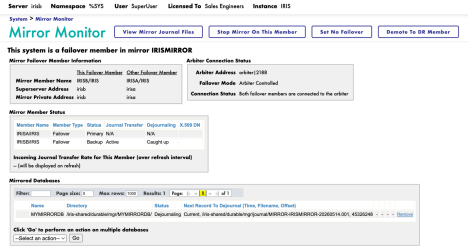 Server irisb Namespace %SYS User SuperUser Licensed To Sales Engineers Instance IRIS
System > Mirror Monitor
Mirror Monitor View Mirror Journal Files Stop Mirror On This Member Set No Failover Demote To DR Member
This system is a failover member in mirror IRISMIRROR
Mirror Failover Member Information
This Failover Member Other Failover Member
Mirror Member Name IRISB/IRIS IRISA/IRIS
Superserver Address irisb irisa
Mirror Private Address irisb irisa
Arbiter Connection Status
Arbiter Address arbiter|2188
Failover Mode Arbiter Controlled
Connection Status Both failover members are connected to the arbiter
Mirror Member Status
Member Name Member Type Status Journal Transfer Dejournaling X.509 DN
IRISA/IRIS Failover Primary N/A N/A
IRISB/IRIS Failover Backup Active Caught up
Incoming Journal Transfer Rate for This Member (over refresh interval)
-- (will be displayed on refresh)
Mirrored Databases
Filter: Page size: 0 Max rows: 1000 Results: 1 Page: |< < 1 > >| of 1
Name Directory Status Next Record To Dejournal (Time, Filename, Offset)
MYMIRRORDB /iris-shared/durable/mgr/MYMIRRORDB/ Dejournaling Current, /iris-shared/durable/mgr/journal/MIRROR-IRISMIRROR-20260514.001, 45326248 - - - - Remove
Click 'Go' to perform an action on multiple databases
--Select an action-- Go